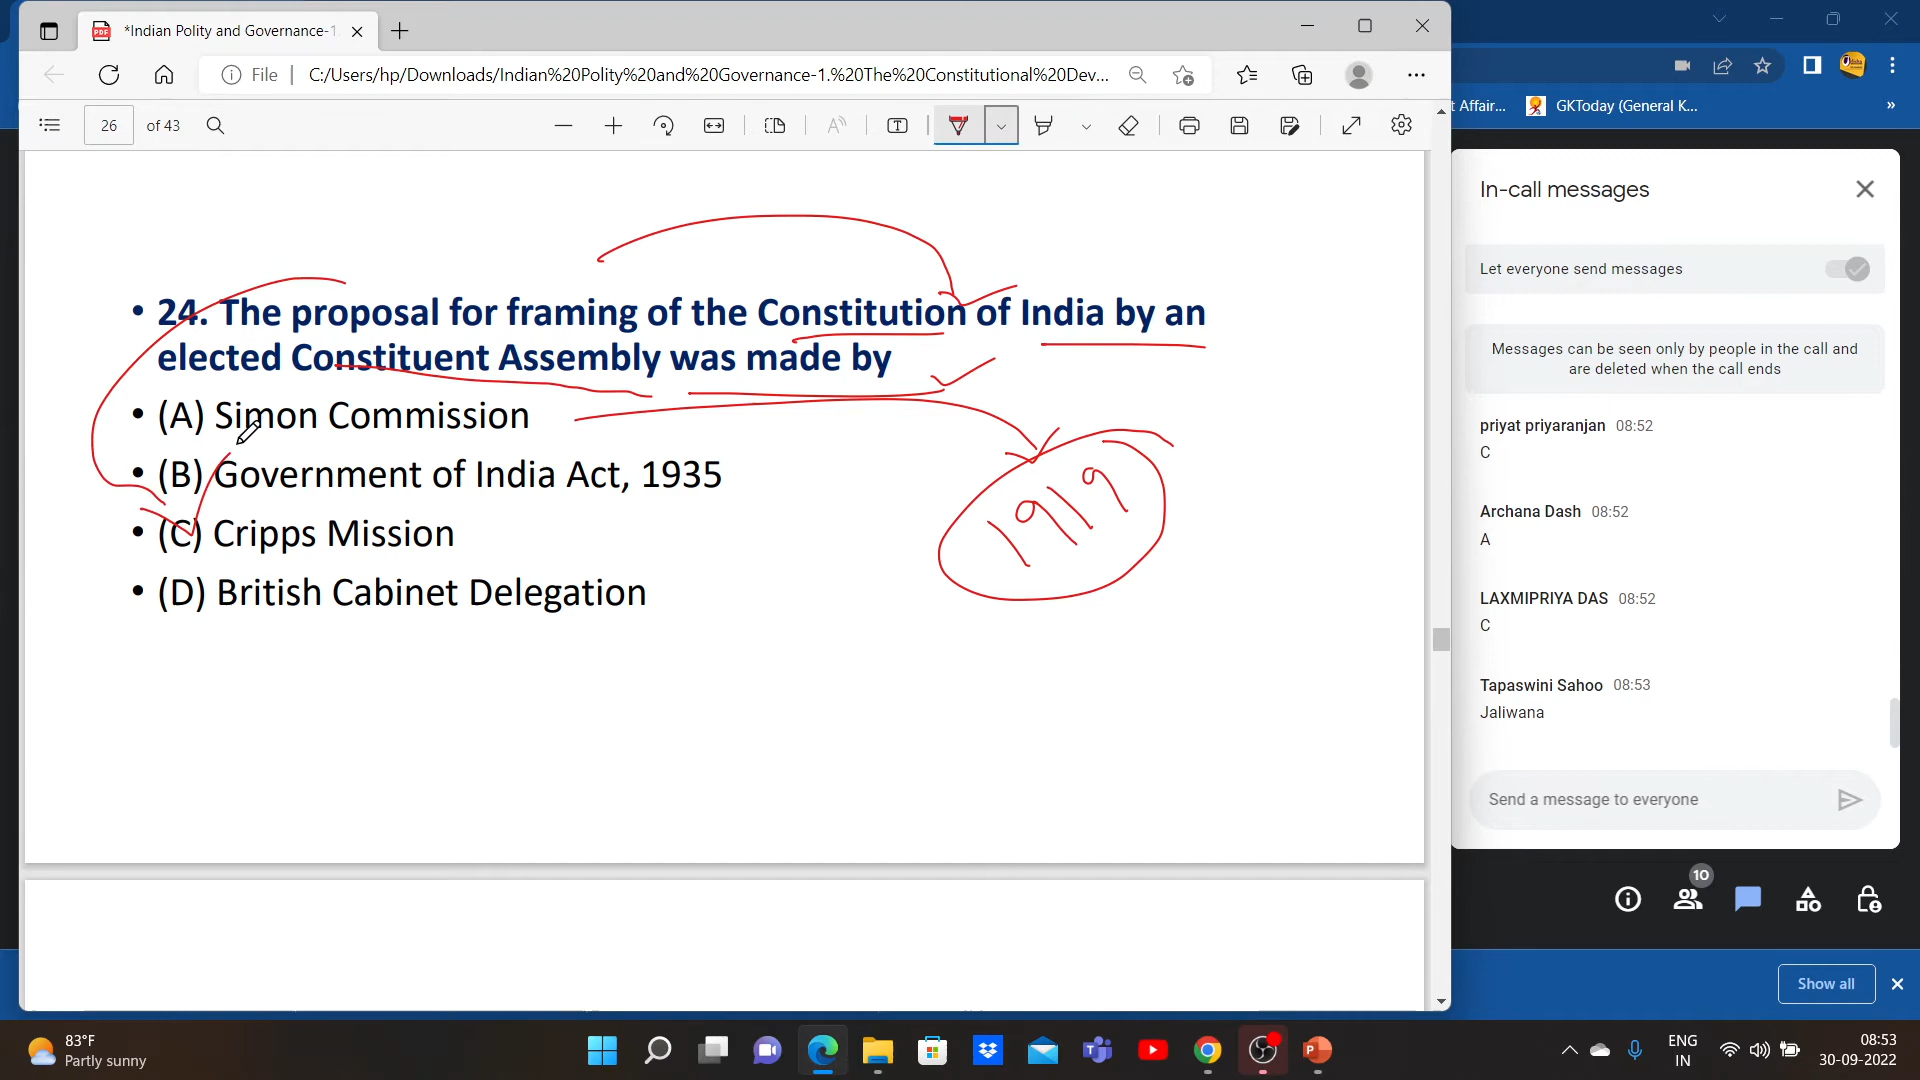 *Indian Polity and Governance-1
File
C:/Users/hp/Downloads/Indian%20Polity%20and%20Governance-1.%20The%20Constitutional%20Dev...
26 of 43
• 24. The proposal for framing of the Constitution of India by an
elected Constituent Assembly was made by
• (A) Simon Commission
• (B) Government of India Act, 1935
• (C) Cripps Mission
• (D) British Cabinet Delegation
1919
t Affair...
GKToday (General K...
»
In-call messages
Let everyone send messages
Messages can be seen only by people in the call and
are deleted when the call ends
priyat priyaranjan 08:52
C
Archana Dash 08:52
A
LAXMIPRIYA DAS 08:52
C
Tapaswini Sahoo 08:53
Jaliwana
Send a message to everyone
10
Show all
83°F
Partly sunny
ENG
IN
08:53
30-09-2022